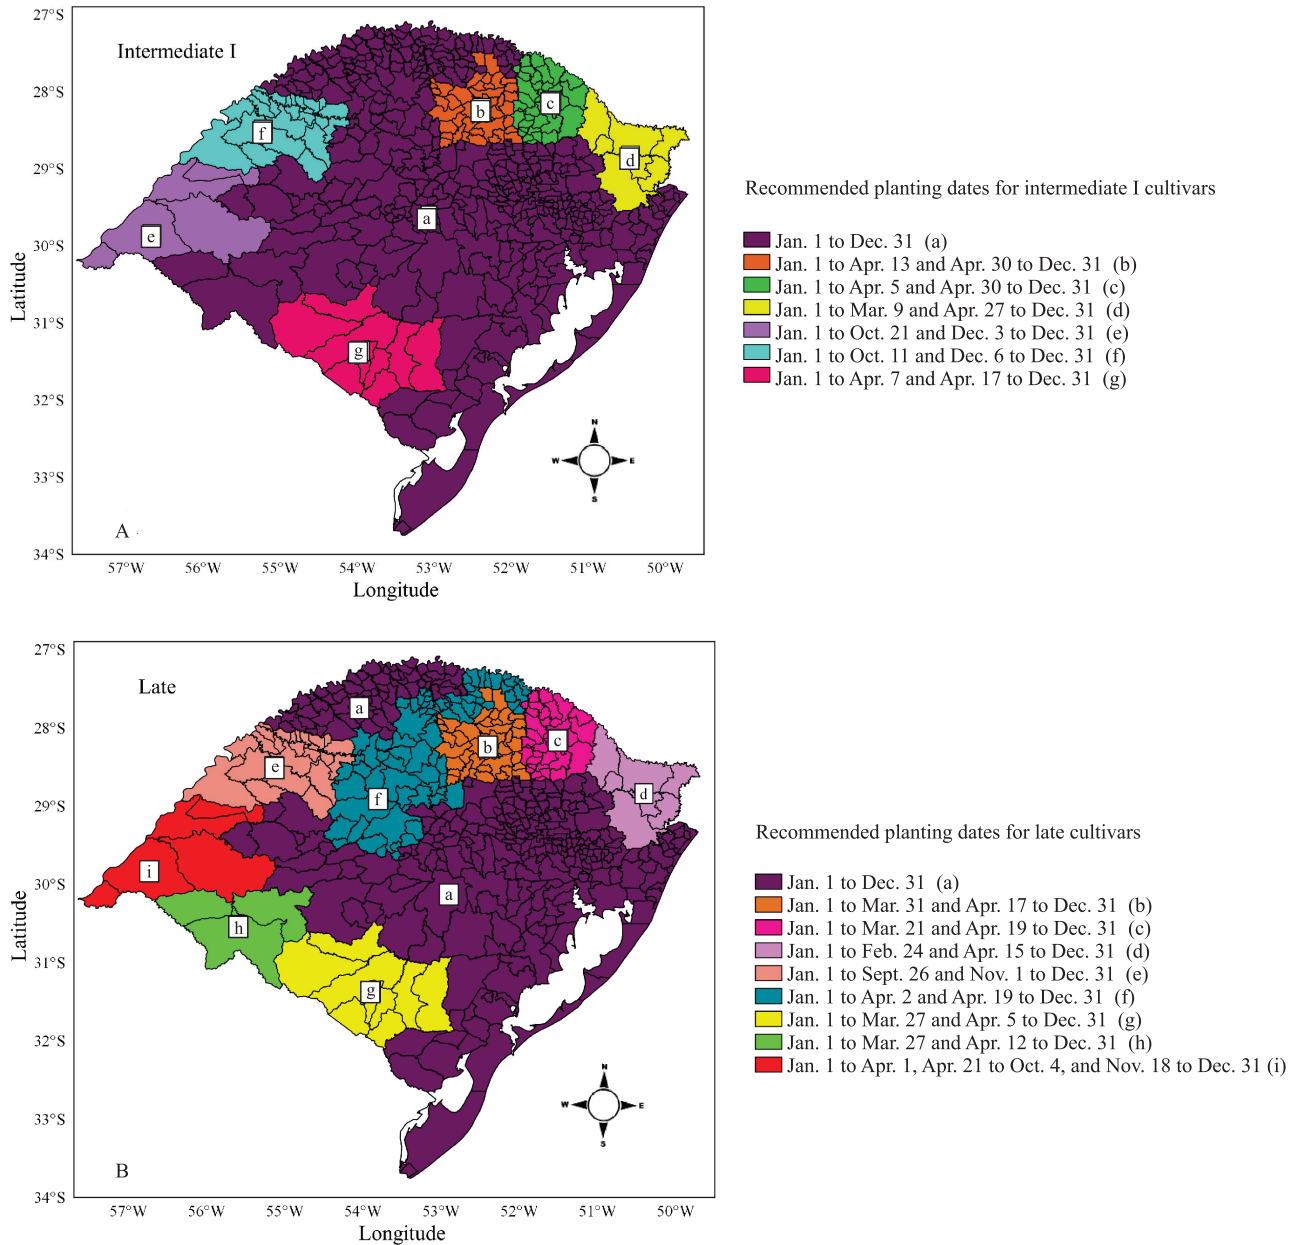 27°S
28°S
29°S
30°S
31°S
32°S
33°S
34°S
Latitude
Intermediate I
a
b
c
d
e
f
g
N
W
E
S
A
57°W 56°W 55°W 54°W 53°W 52°W 51°W 50°W
Longitude
Recommended planting dates for intermediate I cultivars
Jan. 1 to Dec. 31 (a)
Jan. 1 to Apr. 13 and Apr. 30 to Dec. 31 (b)
Jan. 1 to Apr. 5 and Apr. 30 to Dec. 31 (c)
Jan. 1 to Mar. 9 and Apr. 27 to Dec. 31 (d)
Jan. 1 to Oct. 21 and Dec. 3 to Dec. 31 (e)
Jan. 1 to Oct. 11 and Dec. 6 to Dec. 31 (f)
Jan. 1 to Apr. 7 and Apr. 17 to Dec. 31 (g)
27°S
28°S
29°S
30°S
31°S
32°S
33°S
34°S
Latitude
Late
a
b
c
d
e
f
i
a
h
g
N
W
E
S
B
57°W 56°W 55°W 54°W 53°W 52°W 51°W 50°W
Longitude
Recommended planting dates for late cultivars
Jan. 1 to Dec. 31 (a)
Jan. 1 to Mar. 31 and Apr. 17 to Dec. 31 (b)
Jan. 1 to Mar. 21 and Apr. 19 to Dec. 31 (c)
Jan. 1 to Feb. 24 and Apr. 15 to Dec. 31 (d)
Jan. 1 to Sept. 26 and Nov. 1 to Dec. 31 (e)
Jan. 1 to Apr. 2 and Apr. 19 to Dec. 31 (f)
Jan. 1 to Mar. 27 and Apr. 5 to Dec. 31 (g)
Jan. 1 to Mar. 27 and Apr. 12 to Dec. 31 (h)
Jan. 1 to Apr. 1, Apr. 21 to Oct. 4, and Nov. 18 to Dec. 31 (i)